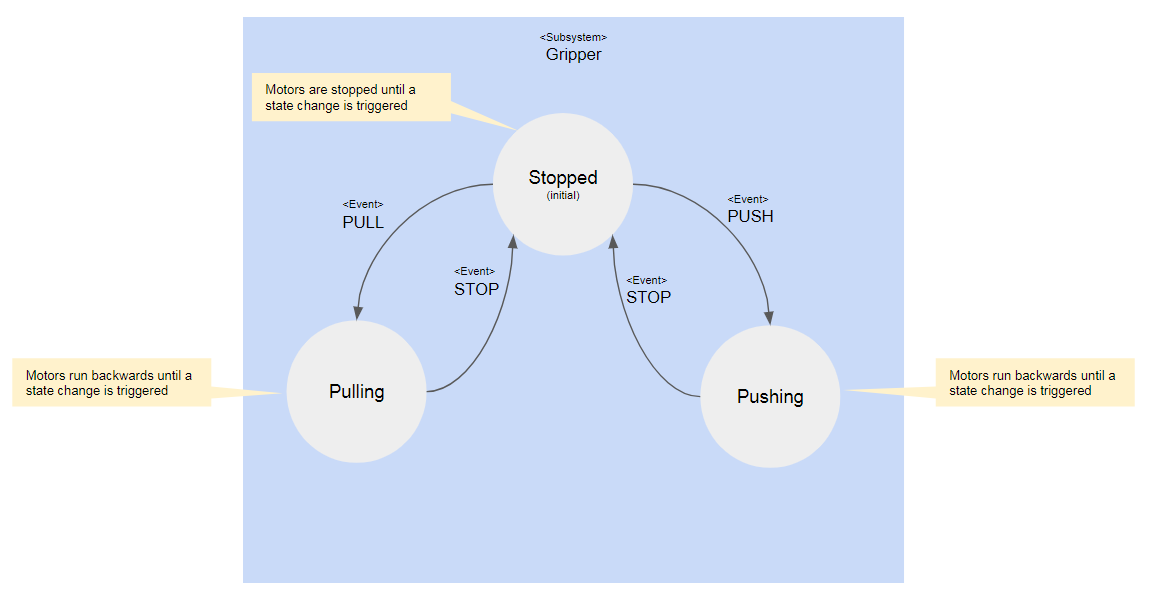 <Subsystem>
Gripper
Motors are stopped until a
state change is triggered
Stopped
(initial)
<Event>
PULL
<Event>
PUSH
<Event>
STOP
<Event>
STOP
Motors run backwards until a
state change is triggered
Pulling
Pushing
Motors run backwards until a
state change is triggered